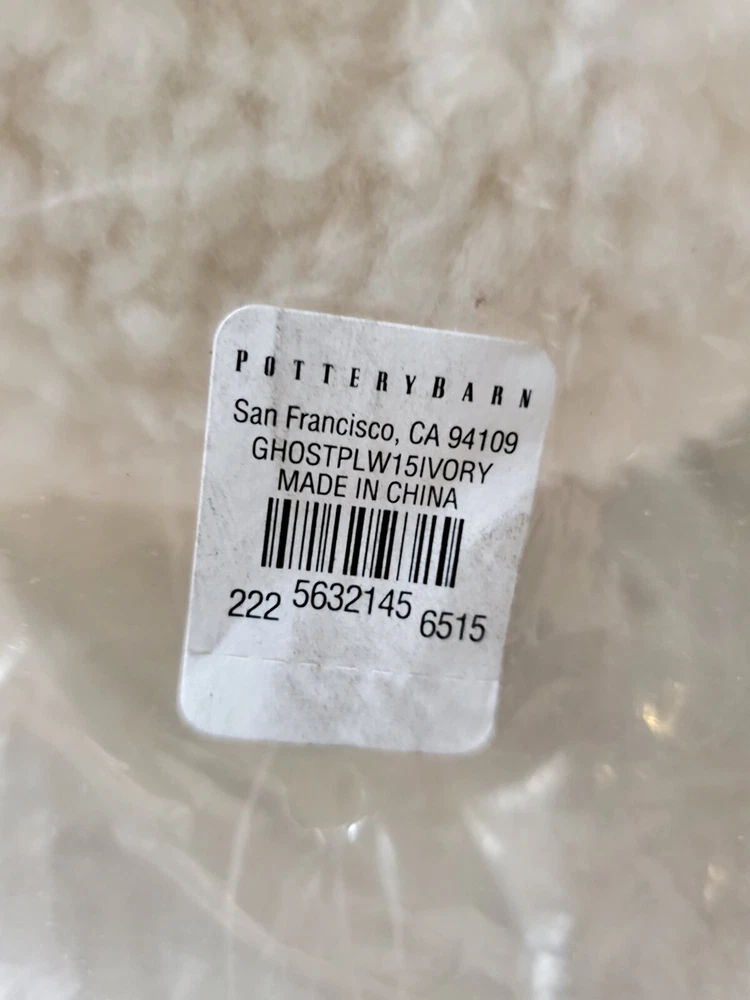 POTTERYBARN
San Francisco, CA 94109
GHOSTPLW15IVORY
MADE IN CHINA
222 5632145 6515